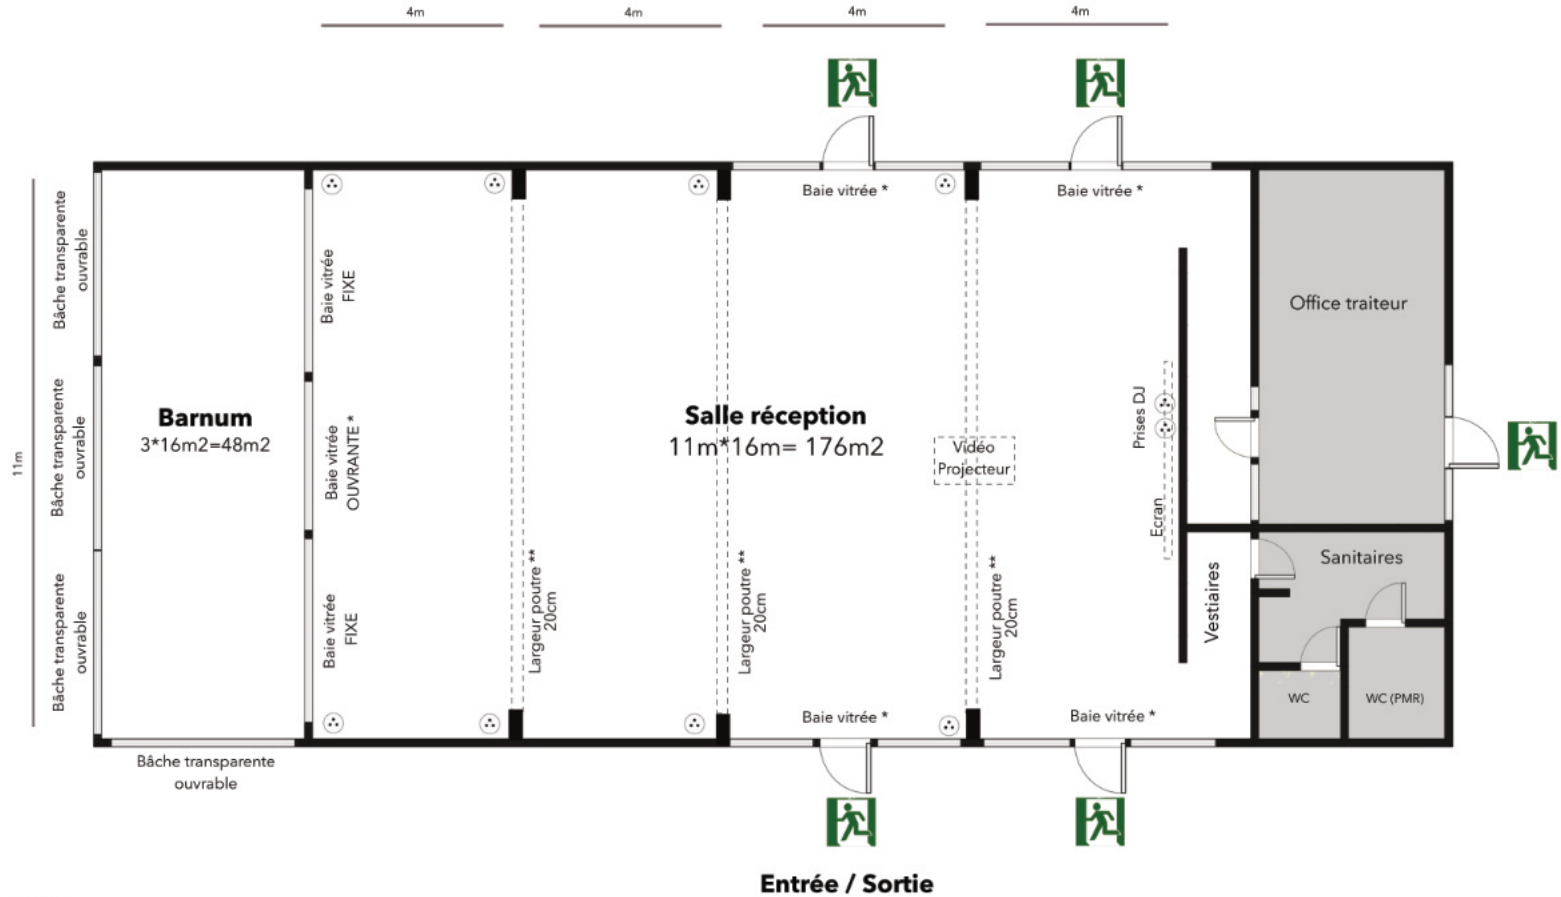 4m
4m
4m
4m
11m
Bâche transparente
ouvrable
Bâche transparente
ouvrable
Bâche transparente
ouvrable
Bâche transparente
ouvrable
Barnum
3*16m2=48m2
Baie vitrée
FIXE
Baie vitrée
OUVRANTE *
Baie vitrée
FIXE
Largeur poutre **
20cm
Largeur poutre **
20cm
Largeur poutre **
20cm
Salle réception
11m*16m= 176m2
Baie vitrée *
Baie vitrée *
Baie vitrée *
Baie vitrée *
Vidéo
Projecteur
Prises DJ
Ecran
Office traiteur
Vestiaires
Sanitaires
WC
WC (PMR)
Entrée / Sortie